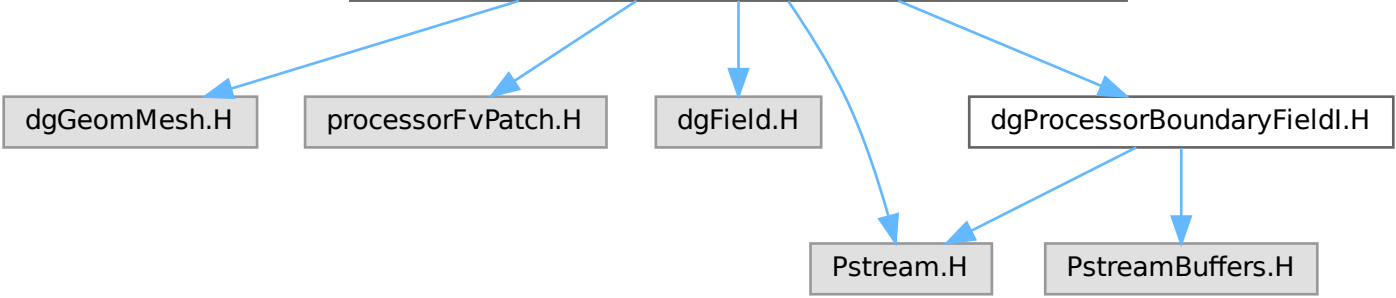 dgGeomMesh.H
processorFvPatch.H
dgField.H
dgProcessorBoundaryFieldI.H
Pstream.H
PstreamBuffers.H